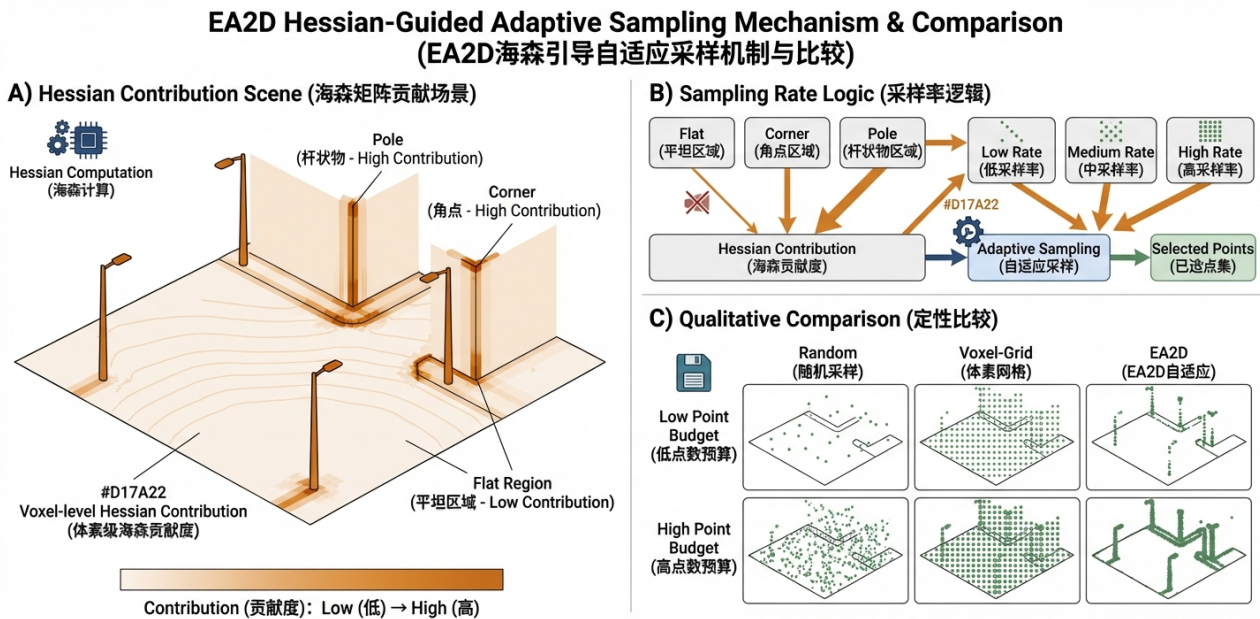 EA2D Hessian-Guided Adaptive Sampling Mechanism & Comparison
(EA2D海森引导自适应采样机制与比较)
A) Hessian Contribution Scene (海森矩阵贡献场景)
Hessian Computation
(海森计算)
Pole
(杆状物 - High Contribution)
Corner
(角点 - High Contribution)
#D17A22
Voxel-level Hessian Contribution
(体素级海森贡献度)
Flat Region
(平坦区域 - Low Contribution)
Contribution (贡献度): Low (低) → High (高)
B) Sampling Rate Logic (采样率逻辑)
Flat
(平坦区域)
Corner
(角点区域)
Pole
(杆状物区域)
Low Rate
(低采样率)
Medium Rate
(中采样率)
High Rate
(高采样率)
#D17A22
Hessian Contribution
(海森贡献度)
Adaptive Sampling
(自适应采样)
Selected Points
点集)
C) Qualitative Comparison (定性比较)
Random
(随机采样)
Voxel-Grid
(体素网格)
EA2D
(EA2D自适应)
Low Point
Budget
(低点数预算)
High Point
Budget
(高点数预算)